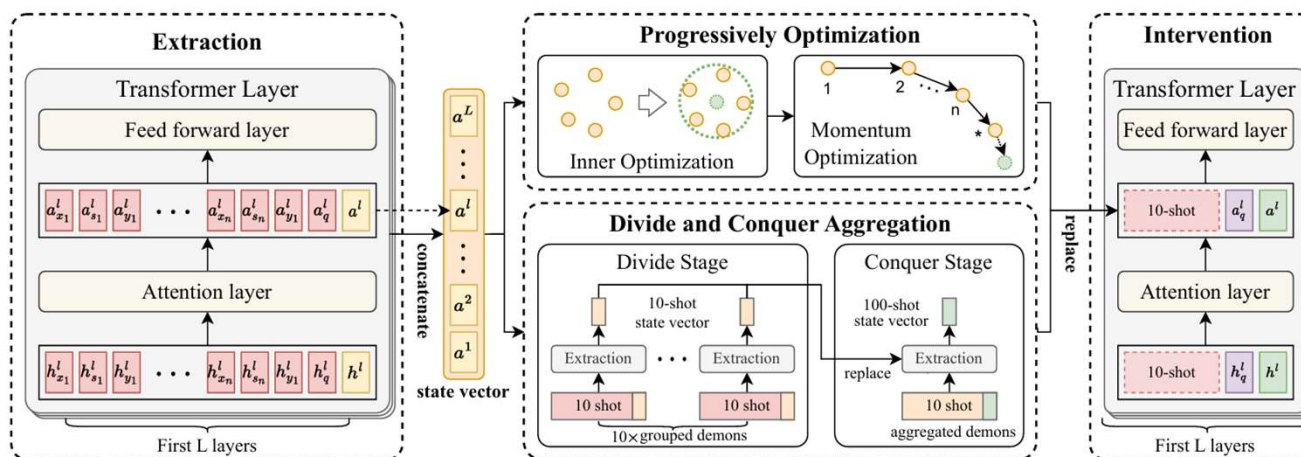 Extraction
Transformer Layer
Feed forward layer
a^l_{x_1} a^l_{s_1} a^l_{y_1} · · · a^l_{x_n} a^l_{s_n} a^l_{y_1} a^l_q a^l
Attention layer
h^l_{x_1} h^l_{s_1} h^l_{y_1} · · · h^l_{x_n} h^l_{s_n} h^l_{y_1} h^l_q h^l
First L layers
concatenate
a^L
a^l
a^2
a^1
state vector
Progressively Optimization
Inner Optimization
1
2
n
*
Momentum
Optimization
Divide and Conquer Aggregation
Divide Stage
10-shot
state vector
Extraction · · · Extraction
10 shot 10 shot
10× grouped demons
replace
Conquer Stage
100-shot
state vector
Extraction
10 shot
aggregated demons
replace
Intervention
Transformer Layer
Feed forward layer
10-shot a^l_q a^l
Attention layer
10-shot h^l_q h^l
First L layers